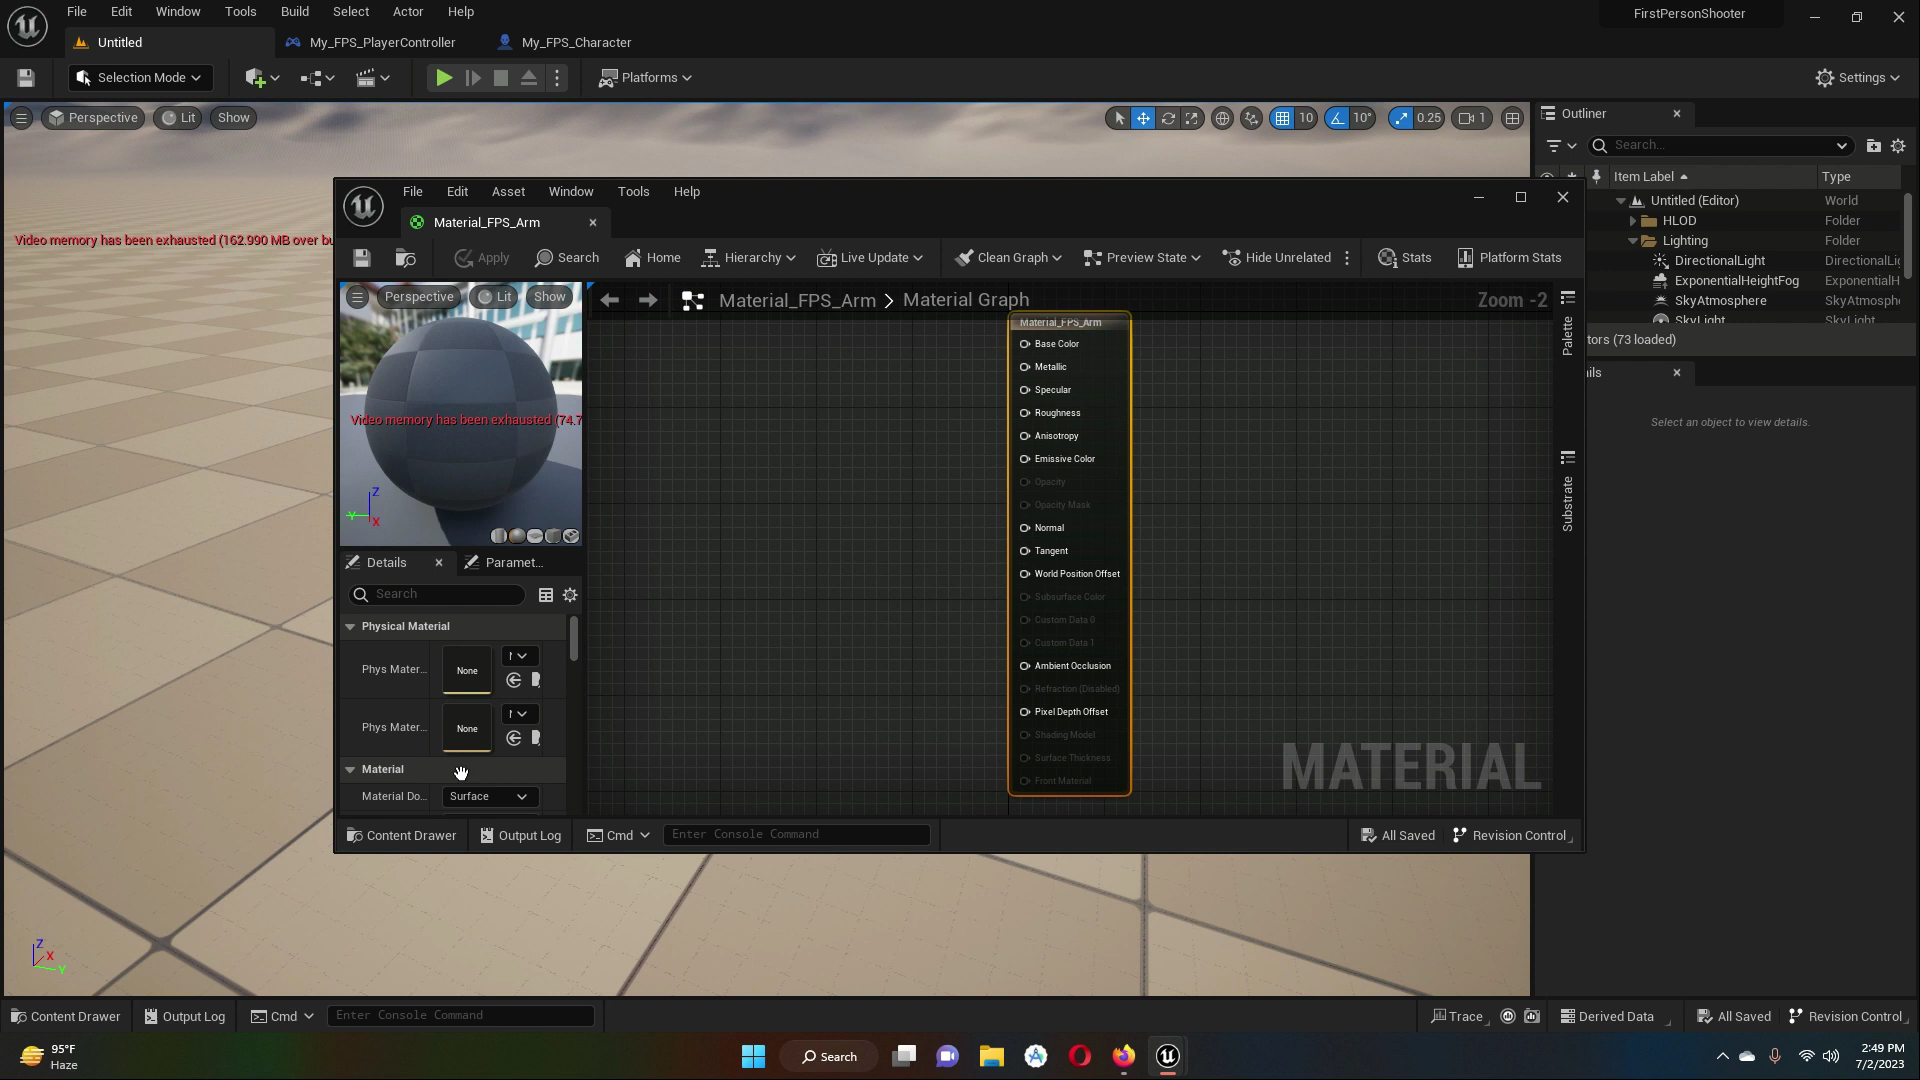 File Edit Window Tools Build Select Actor Help
FirstPersonShooter
Untitled My_FPS_PlayerController My_FPS_Character
Selection Mode Platforms Settings
Perspective Lit Show
10 10° 0.25 1
Outliner
Search...
Item Label Type
Untitled (Editor) World
HLOD Folder
Lighting Folder
DirectionalLight DirectionalLig
ExponentialHeightFog ExponentialH
SkyAtmosphere SkyAtmosphe
SkyLight SkyLight
tors (73 loaded)
ils
Select an object to view details.
Video memory has been exhausted (162.990 MB over bu
File Edit Asset Window Tools Help
Material_FPS_Arm
Apply Search Home Hierarchy Live Update Clean Graph Preview State Hide Unrelated Stats Platform Stats
Perspective Lit Show
Material_FPS_Arm > Material Graph
Zoom -2
Palette
Substrate
Video memory has been exhausted (74.7
Z
Y
X
Details Paramet...
Search
Physical Material
Phys Mater... None
Phys Mater... None
Material
Material Do... Surface
Material_FPS_Arm
Base Color
Metallic
Specular
Roughness
Anisotropy
Emissive Color
Opacity
Opacity Mask
Normal
Tangent
World Position Offset
Subsurface Color
Custom Data 0
Custom Data 1
Ambient Occlusion
Refraction (Disabled)
Pixel Depth Offset
Shading Model
Surface Thickness
Front Material
MATERIAL
Content Drawer Output Log Cmd Enter Console Command All Saved Revision Control
Z
X
Y
Content Drawer Output Log Cmd Enter Console Command Trace Derived Data All Saved Revision Control
95°F
Haze
Search
2:49 PM
7/2/2023